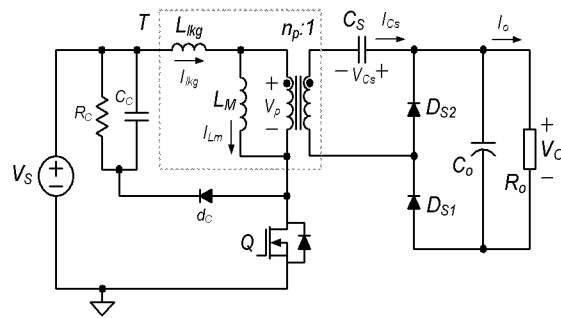 T
L_lkg
n_p:1
C_S
I_Cs
I_o
I_lkg
− V_Cs +
R_C
C_C
L_M
+
V_p
−
D_S2
+
V_O
−
I_Lm
V_S
+
−
C_o
R_o
d_C
D_S1
Q